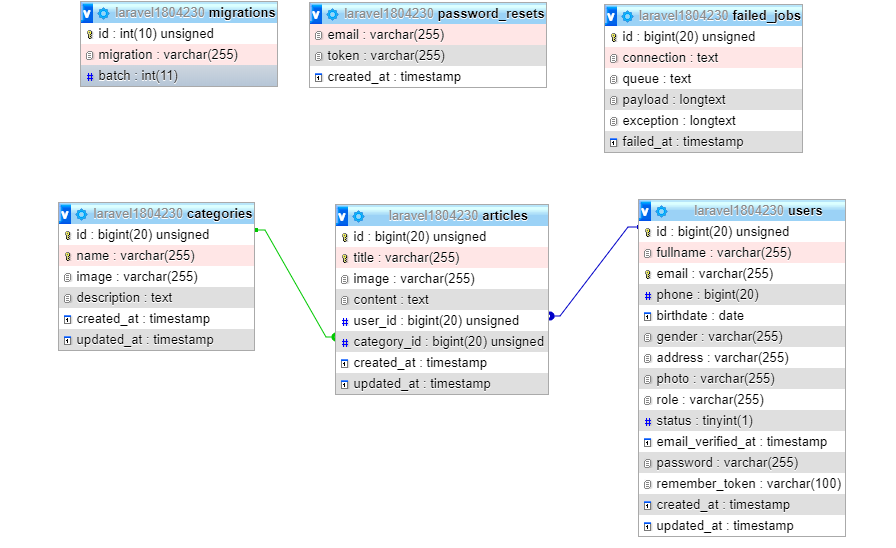 laravel1804230 migrations
id : int(10) unsigned
migration : varchar(255)
# batch : int(11)
laravel1804230 password_resets
email : varchar(255)
token : varchar(255)
created_at : timestamp
laravel1804230 failed_jobs
id : bigint(20) unsigned
connection : text
queue : text
payload : longtext
exception : longtext
failed_at : timestamp
laravel1804230 categories
id : bigint(20) unsigned
name : varchar(255)
image : varchar(255)
description : text
created_at : timestamp
updated_at : timestamp
laravel1804230 articles
id : bigint(20) unsigned
title : varchar(255)
image : varchar(255)
content : text
# user_id : bigint(20) unsigned
# category_id : bigint(20) unsigned
created_at : timestamp
updated_at : timestamp
laravel1804230 users
id : bigint(20) unsigned
fullname : varchar(255)
email : varchar(255)
# phone : bigint(20)
birthdate : date
gender : varchar(255)
address : varchar(255)
photo : varchar(255)
role : varchar(255)
# status : tinyint(1)
email_verified_at : timestamp
password : varchar(255)
remember_token : varchar(100)
created_at : timestamp
updated_at : timestamp